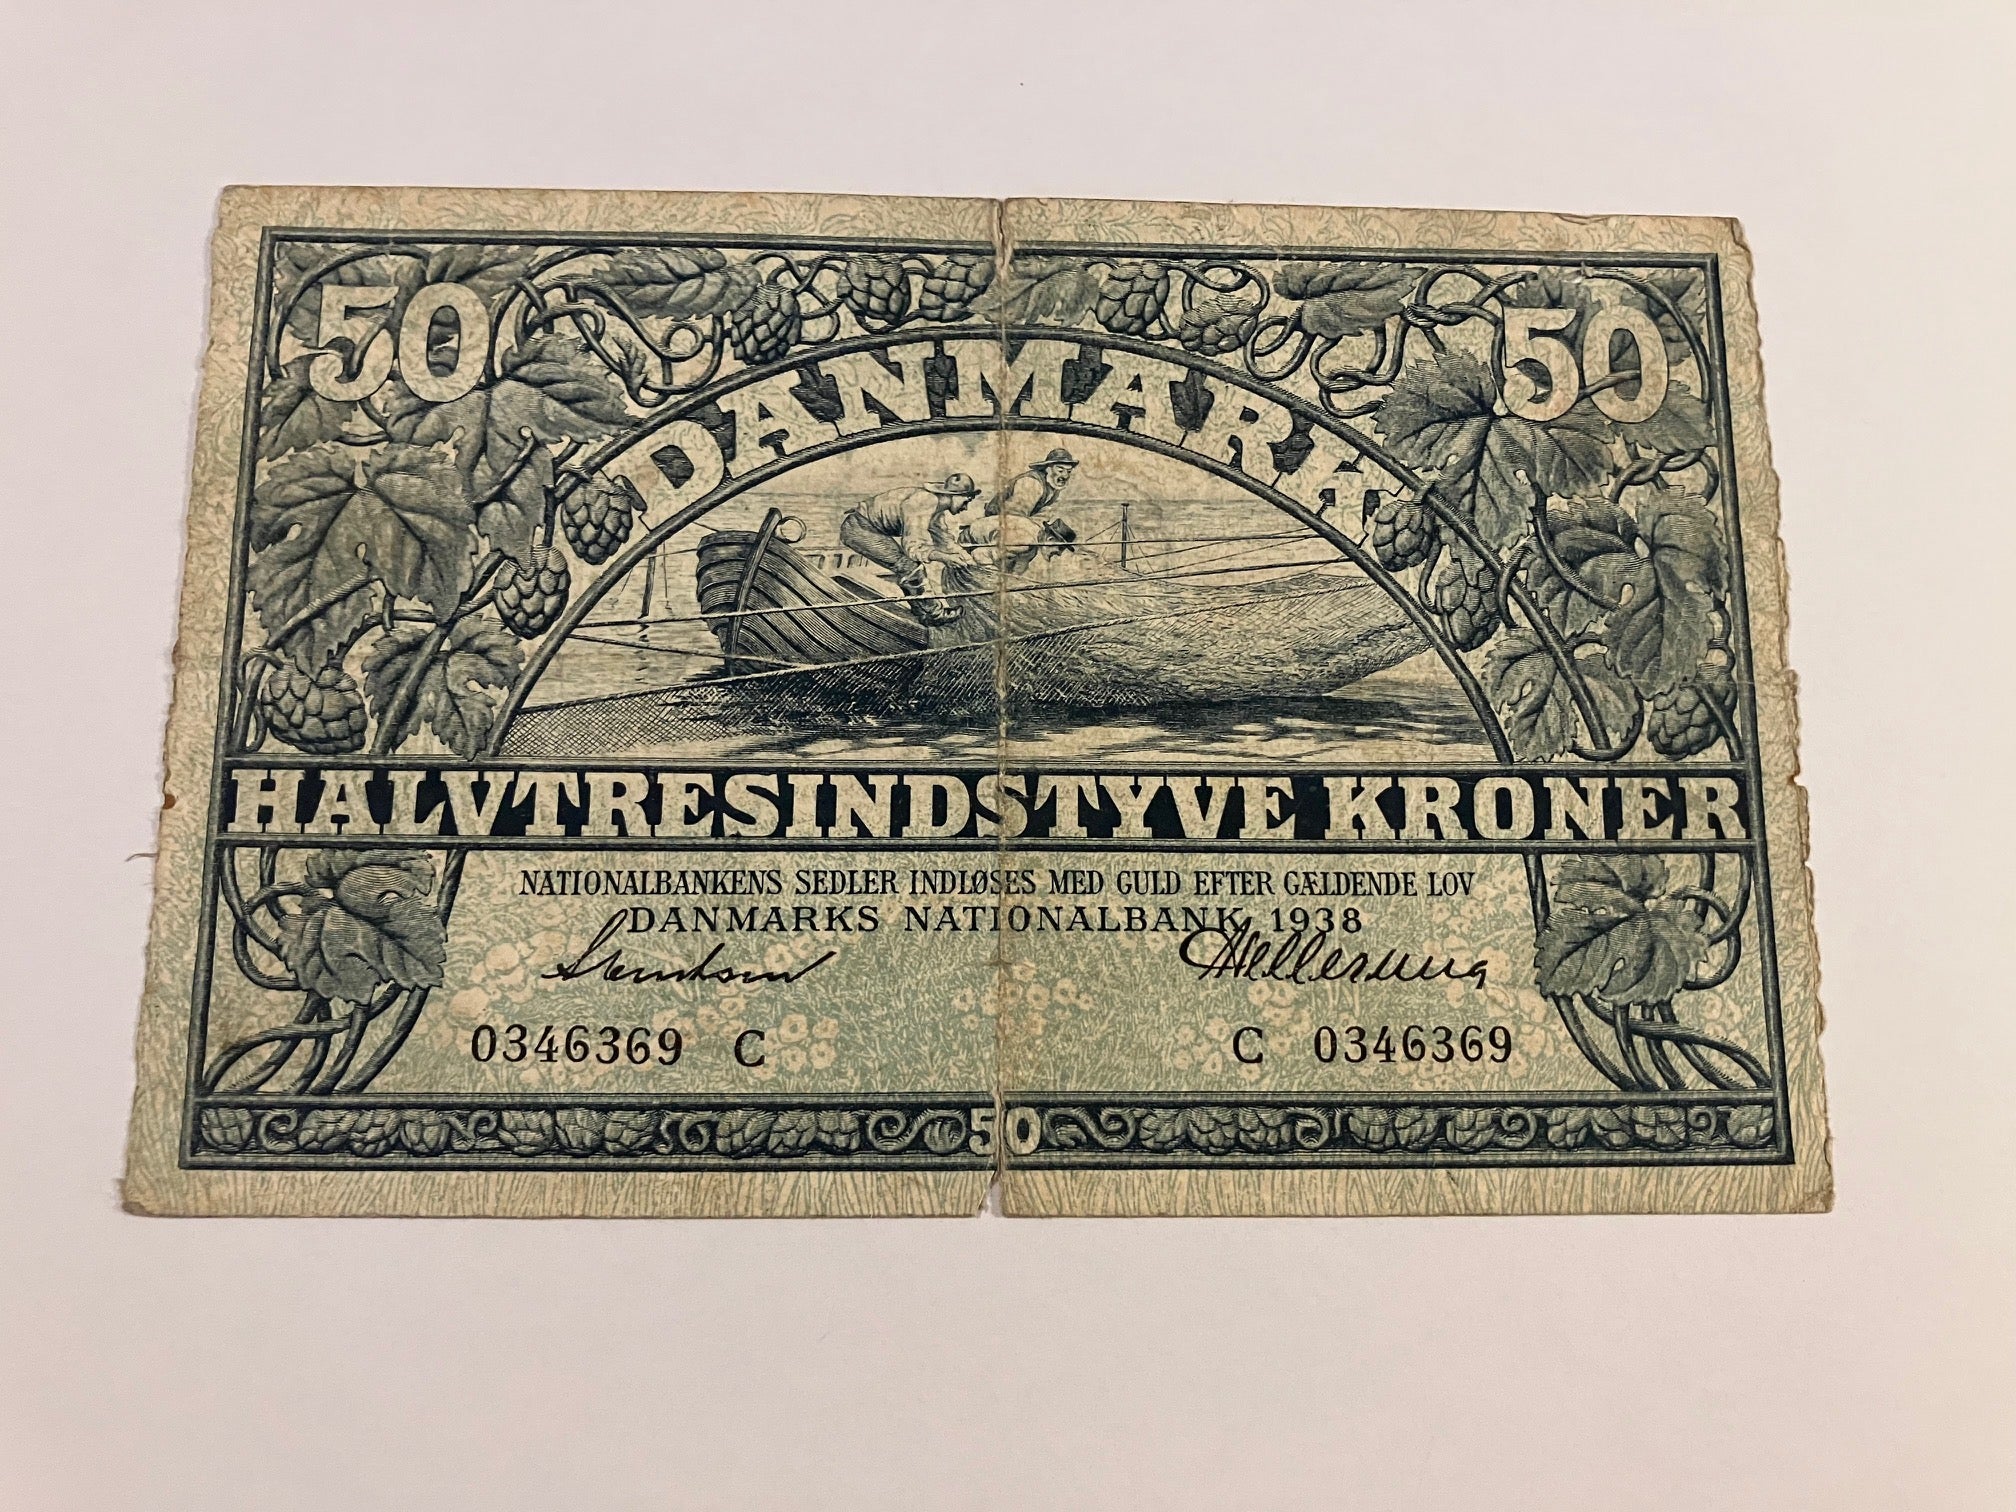 50 50
DANMARK
HALVTRESINDSTYVE KRONER
NATIONALBANKENS SEDLER INDLØSES MED GULD EFTER GÆLDENDE LOV
DANMARKS NATIONALBANK 1938
Svendsen
0346369 C C 0346369
50